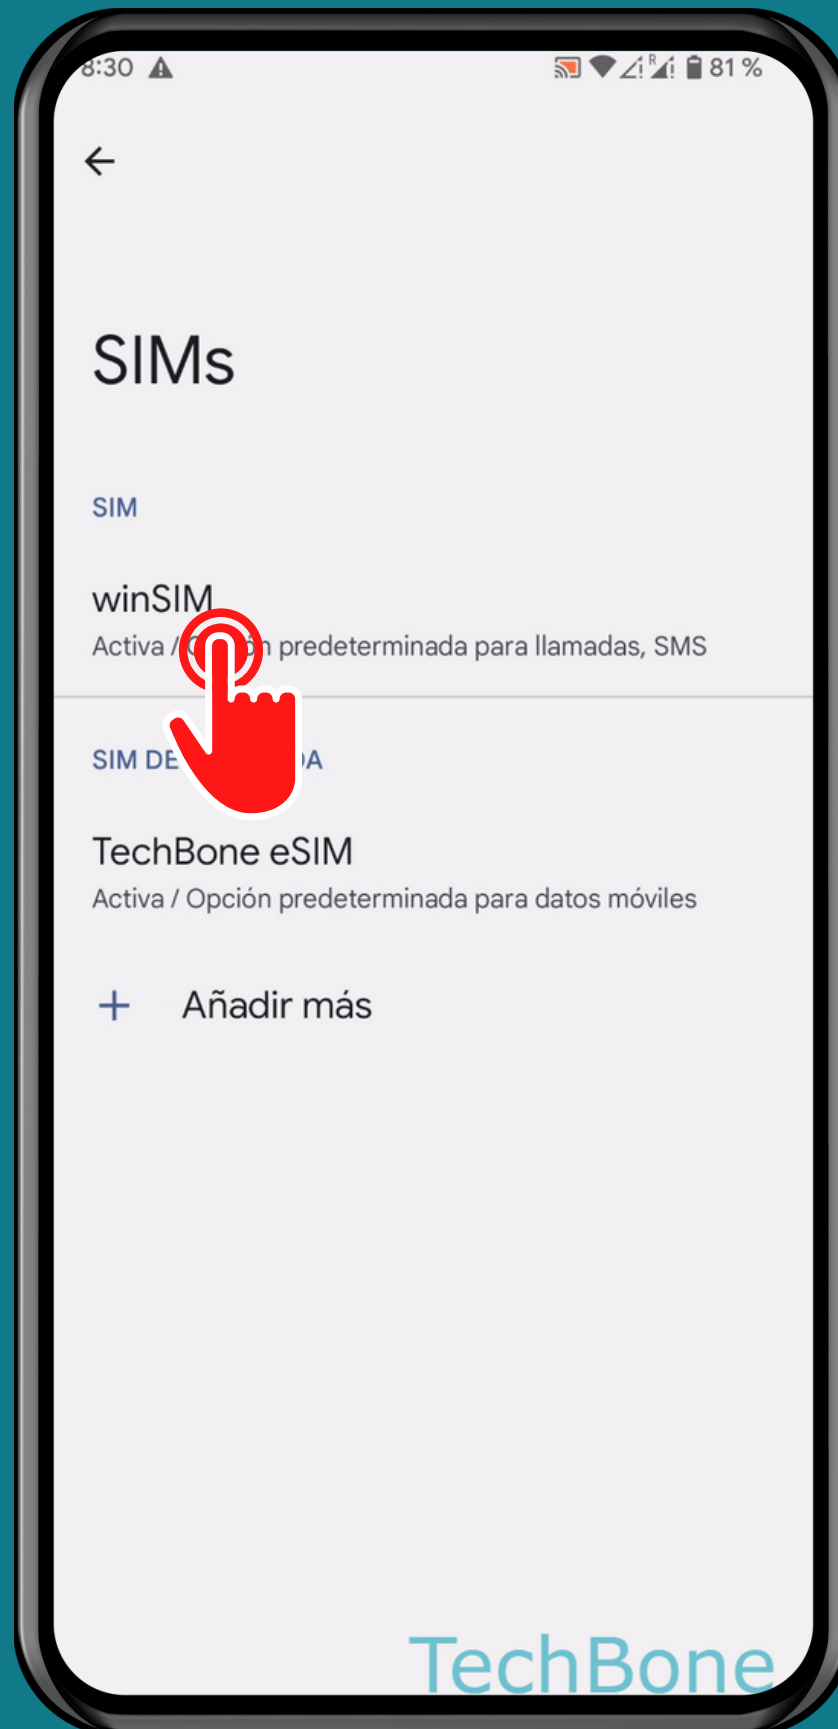 8:30 81 %
SIMs
SIM
winSIM
Activa / predeterminada para llamadas, SMS
SIM
TechBone eSIM
Activa / Opción predeterminada para datos móviles
+ Añadir más
TechBone